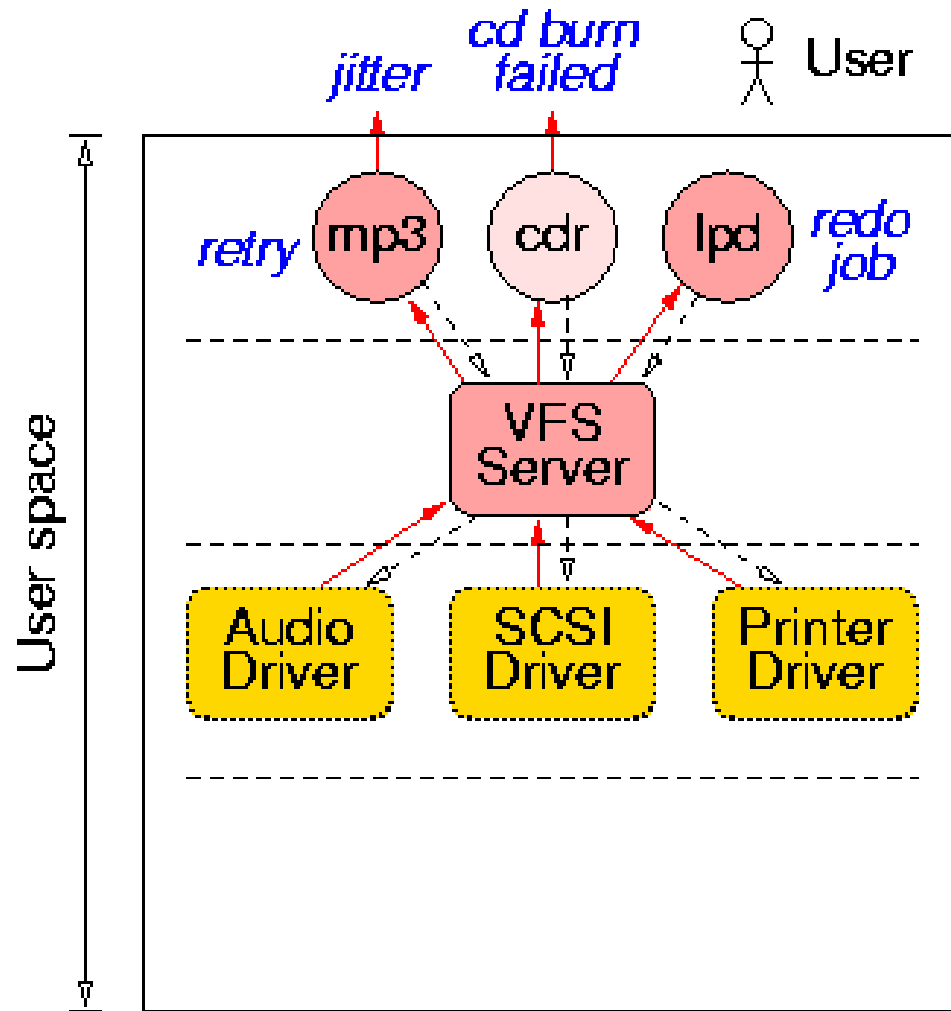 jitter
cd burn
failed
User
retry
mp3
cdr
lpd
redo
job
VFS
Server
User space
Audio
Driver
SCSI
Driver
Printer
Driver